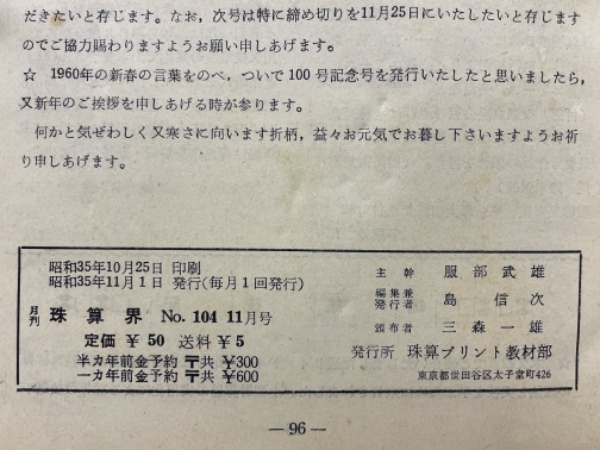 だきたいと存じます。なお，次号は特に締め切りを11月25日にいたしたいと存じます
のでご協力賜わりますようお願い申しあげます。
☆ 1960年の新春の言葉をのべ，ついで100号記念号を発行いたしたと思いましたら，
又新年のご挨拶を申しあげる時が参ります。
何かと気ぜわしく又寒さに向います折柄，益々お元気でお暮し下さいますようお祈
り申しあげます。
昭和35年10月25日 印刷
昭和35年11月1日 発行(毎月1回発行)
月刊 珠算界 No. 104 11月号
定価 ¥ 50 送料 ¥ 5
半カ年前金予約 〒共 ¥300
一カ年前金予約 〒共 ¥600
主幹 服部武雄
編集兼発行者 島信次
頒布者 三森一雄
発行所 珠算プリント教材部
東京都世田谷区太子堂町426
— 96 —